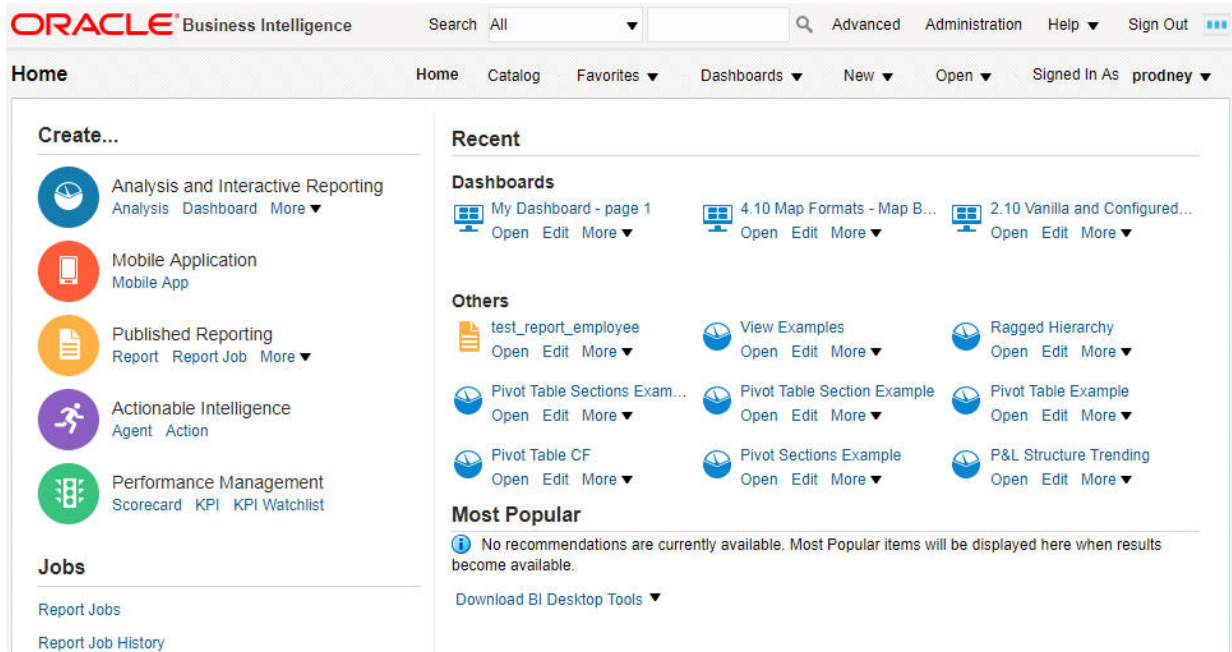 ORACLE Business Intelligence Search All Advanced Administration Help Sign Out
Home Home Catalog Favorites Dashboards New Open Signed In As prodney
Create...
Analysis and Interactive Reporting
Analysis Dashboard More
Mobile Application
Mobile App
Published Reporting
Report Report Job More
Actionable Intelligence
Agent Action
Performance Management
Scorecard KPI KPI Watchlist
Jobs
Report Jobs
Report Job History
Recent
Dashboards
My Dashboard - page 1 4.10 Map Formats - Map B... 2.10 Vanilla and Configured...
Open Edit More Open Edit More Open Edit More
Others
test_report_employee View Examples Ragged Hierarchy
Open Edit More Open Edit More Open Edit More
Pivot Table Sections Exam... Pivot Table Section Example Pivot Table Example
Open Edit More Open Edit More Open Edit More
Pivot Table CF Pivot Sections Example P&L Structure Trending
Open Edit More Open Edit More Open Edit More
Most Popular
No recommendations are currently available. Most Popular items will be displayed here when results
become available.
Download BI Desktop Tools